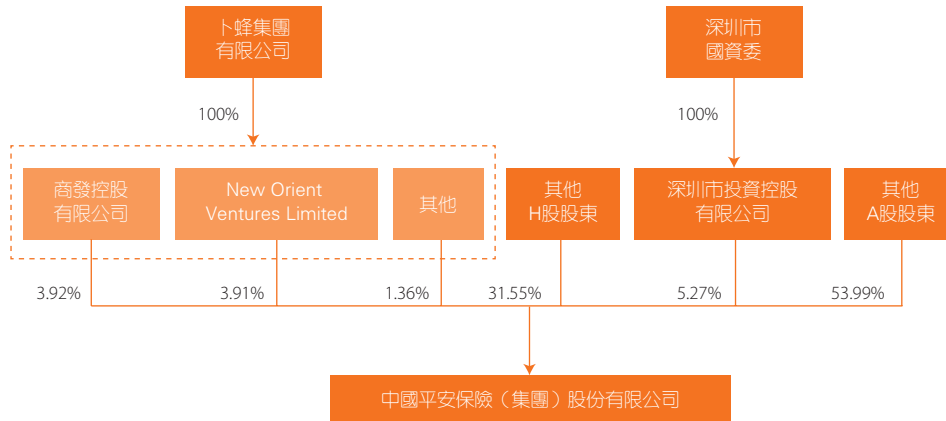 卜蜂集團
有限公司
深圳市
國資委
100%
100%
商發控股
有限公司
New Orient
Ventures Limited
其他
其他
H股股東
深圳市投資控股
有限公司
其他
A股股東
3.92%
3.91%
1.36%
31.55%
5.27%
53.99%
中國平安保險（集團）股份有限公司